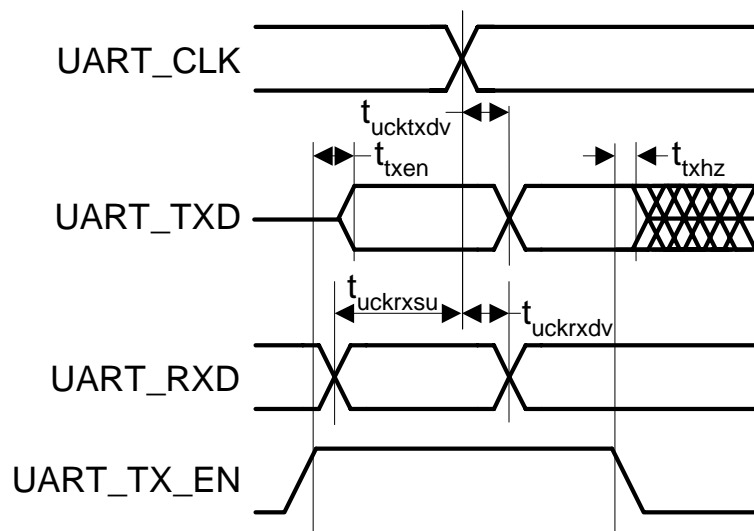 UART_CLK
t_ucktxdv
t_txen
t_txhz
UART_TXD
t_uckrxsu
t_uckrxdv
UART_RXD
UART_TX_EN